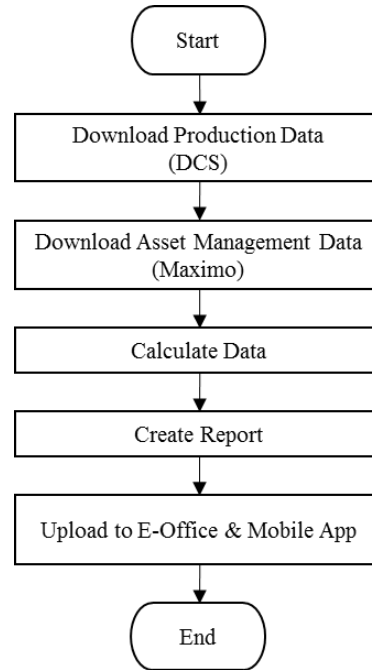 Start
Download Production Data
(DCS)
Download Asset Management Data
(Maximo)
Calculate Data
Create Report
Upload to E-Office & Mobile App
End